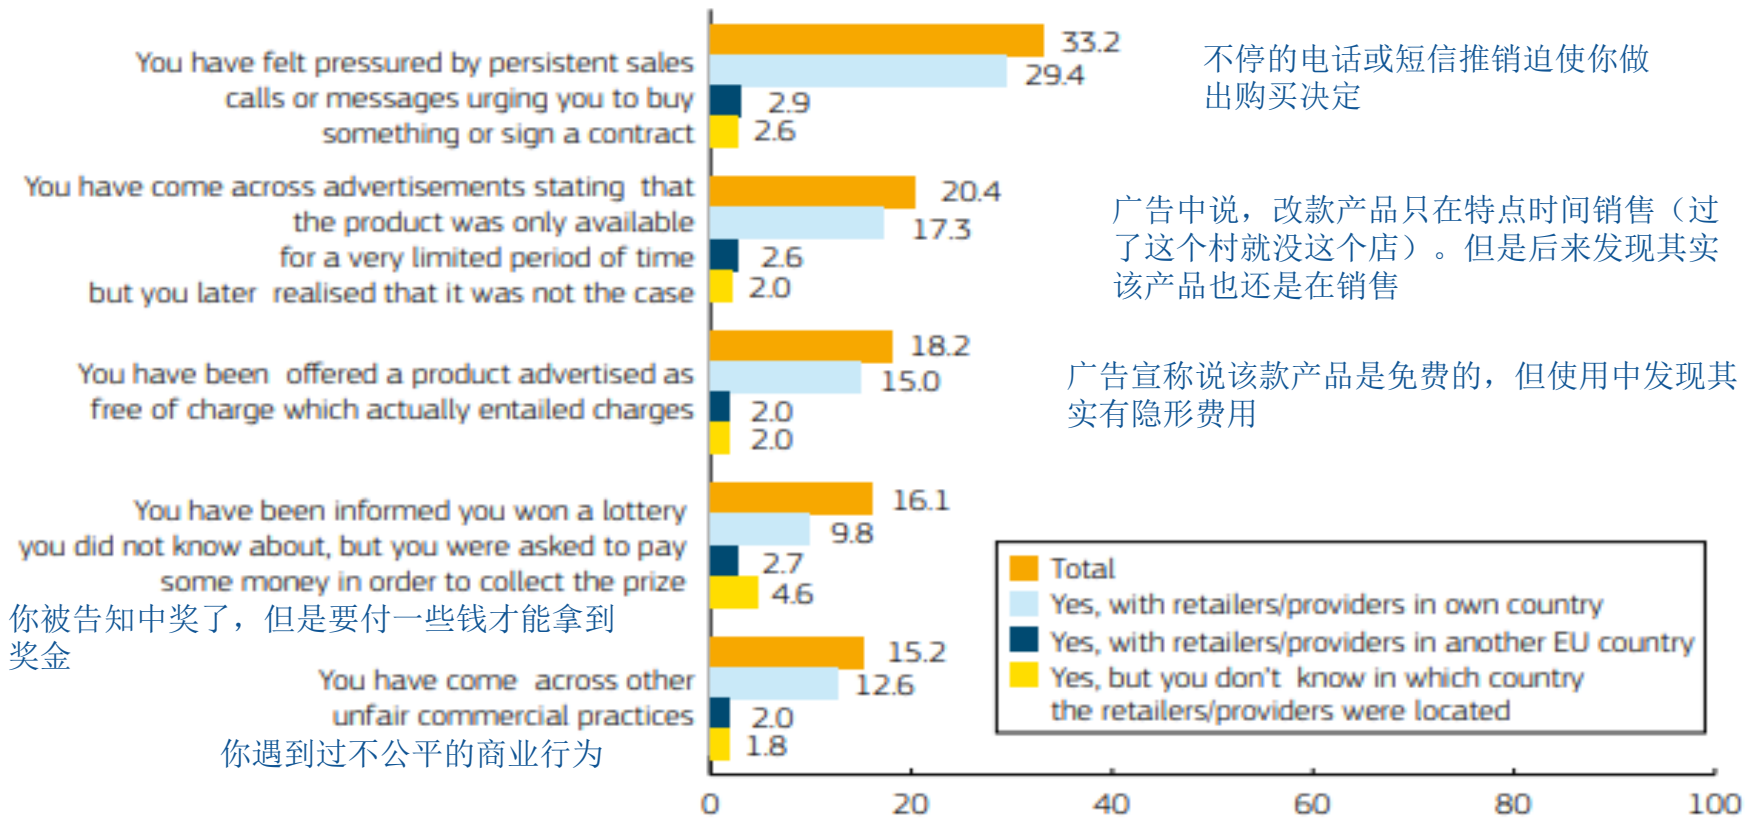 You have felt pressured by persistent sales
calls or messages urging you to buy
something or sign a contract
33.2
29.4
2.9
2.6
不停的电话或短信推销迫使你做
出购买决定
You have come across advertisements stating that
the product was only available
for a very limited period of time
but you later realised that it was not the case
20.4
17.3
2.6
2.0
广告中说，改款产品只在特点时间销售（过
了这个村就没这个店）。但是后来发现其实
该产品也还是在销售
You have been offered a product advertised as
free of charge which actually entailed charges
18.2
15.0
2.0
2.0
广告宣称说该款产品是免费的，但使用中发现其
实有隐形费用
You have been informed you won a lottery
you did not know about, but you were asked to pay
some money in order to collect the prize
16.1
9.8
2.7
4.6
你被告知中奖了，但是要付一些钱才能拿到
奖金
You have come across other
unfair commercial practices
15.2
12.6
2.0
1.8
你遇到过不公平的商业行为
Total
Yes, with retailers/providers in own country
Yes, with retailers/providers in another EU country
Yes, but you don't know in which country
the retailers/providers were located
0 20 40 60 80 100